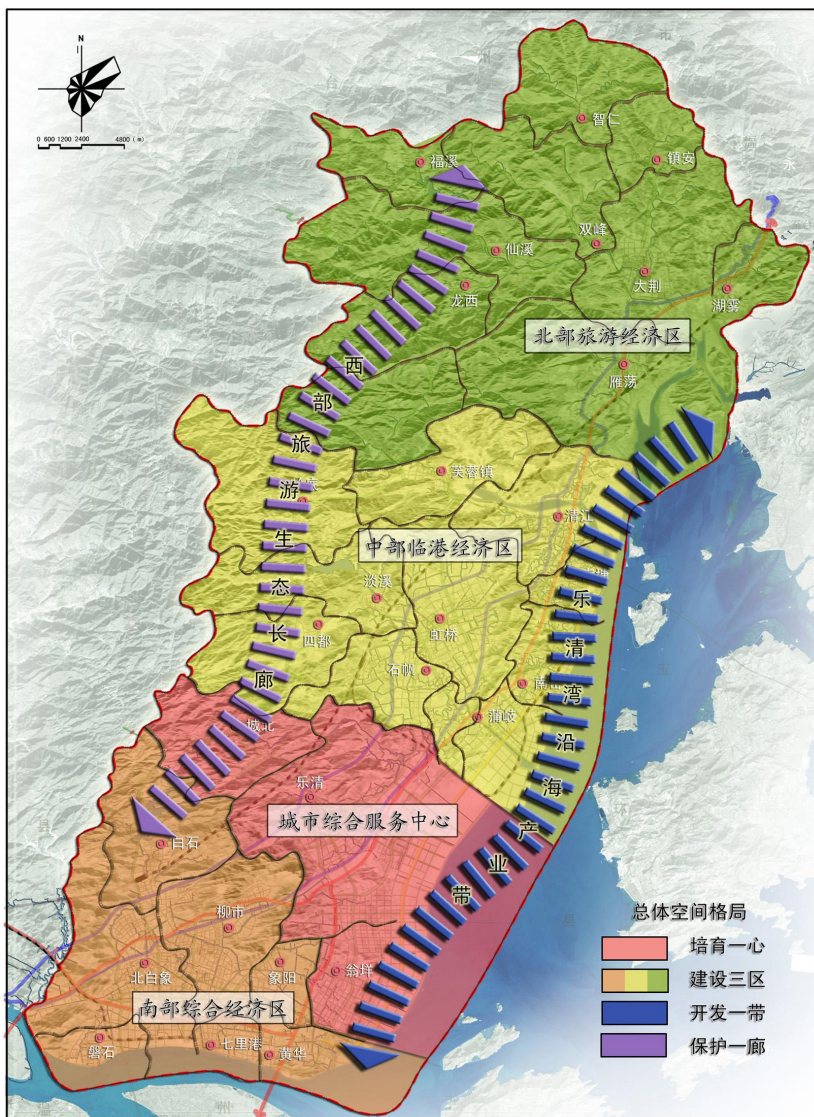 N
0 600 1200 2400 4800 (m)
智仁
镇安
福溪
双峰
仙溪
大荆
龙西
湖雾
北部旅游经济区
雁荡
西部旅游生态长廊
芙蓉镇
清江
中部临港经济区
淡溪
虹桥
四都
石帆
南
蒲岐
乐清湾沿海产业带
城北
乐清
城市综合服务中心
白石
柳市
北白象
象阳
翁垟
南部综合经济区
磐石
七里港
黄华
温
州
总体空间格局
培育一心
建设三区
开发一带
保护一廊